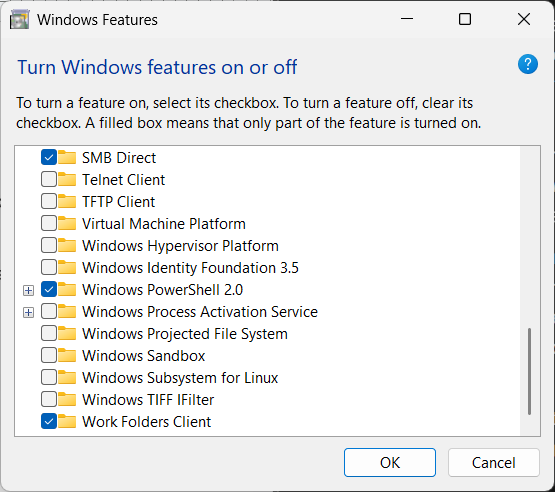 Windows Features
Turn Windows features on or off
?
To turn a feature on, select its checkbox. To turn a feature off, clear its
checkbox. A filled box means that only part of the feature is turned on.
SMB Direct
Telnet Client
TFTP Client
Virtual Machine Platform
Windows Hypervisor Platform
Windows Identity Foundation 3.5
Windows PowerShell 2.0
Windows Process Activation Service
Windows Projected File System
Windows Sandbox
Windows Subsystem for Linux
Windows TIFF IFilter
Work Folders Client
OK
Cancel